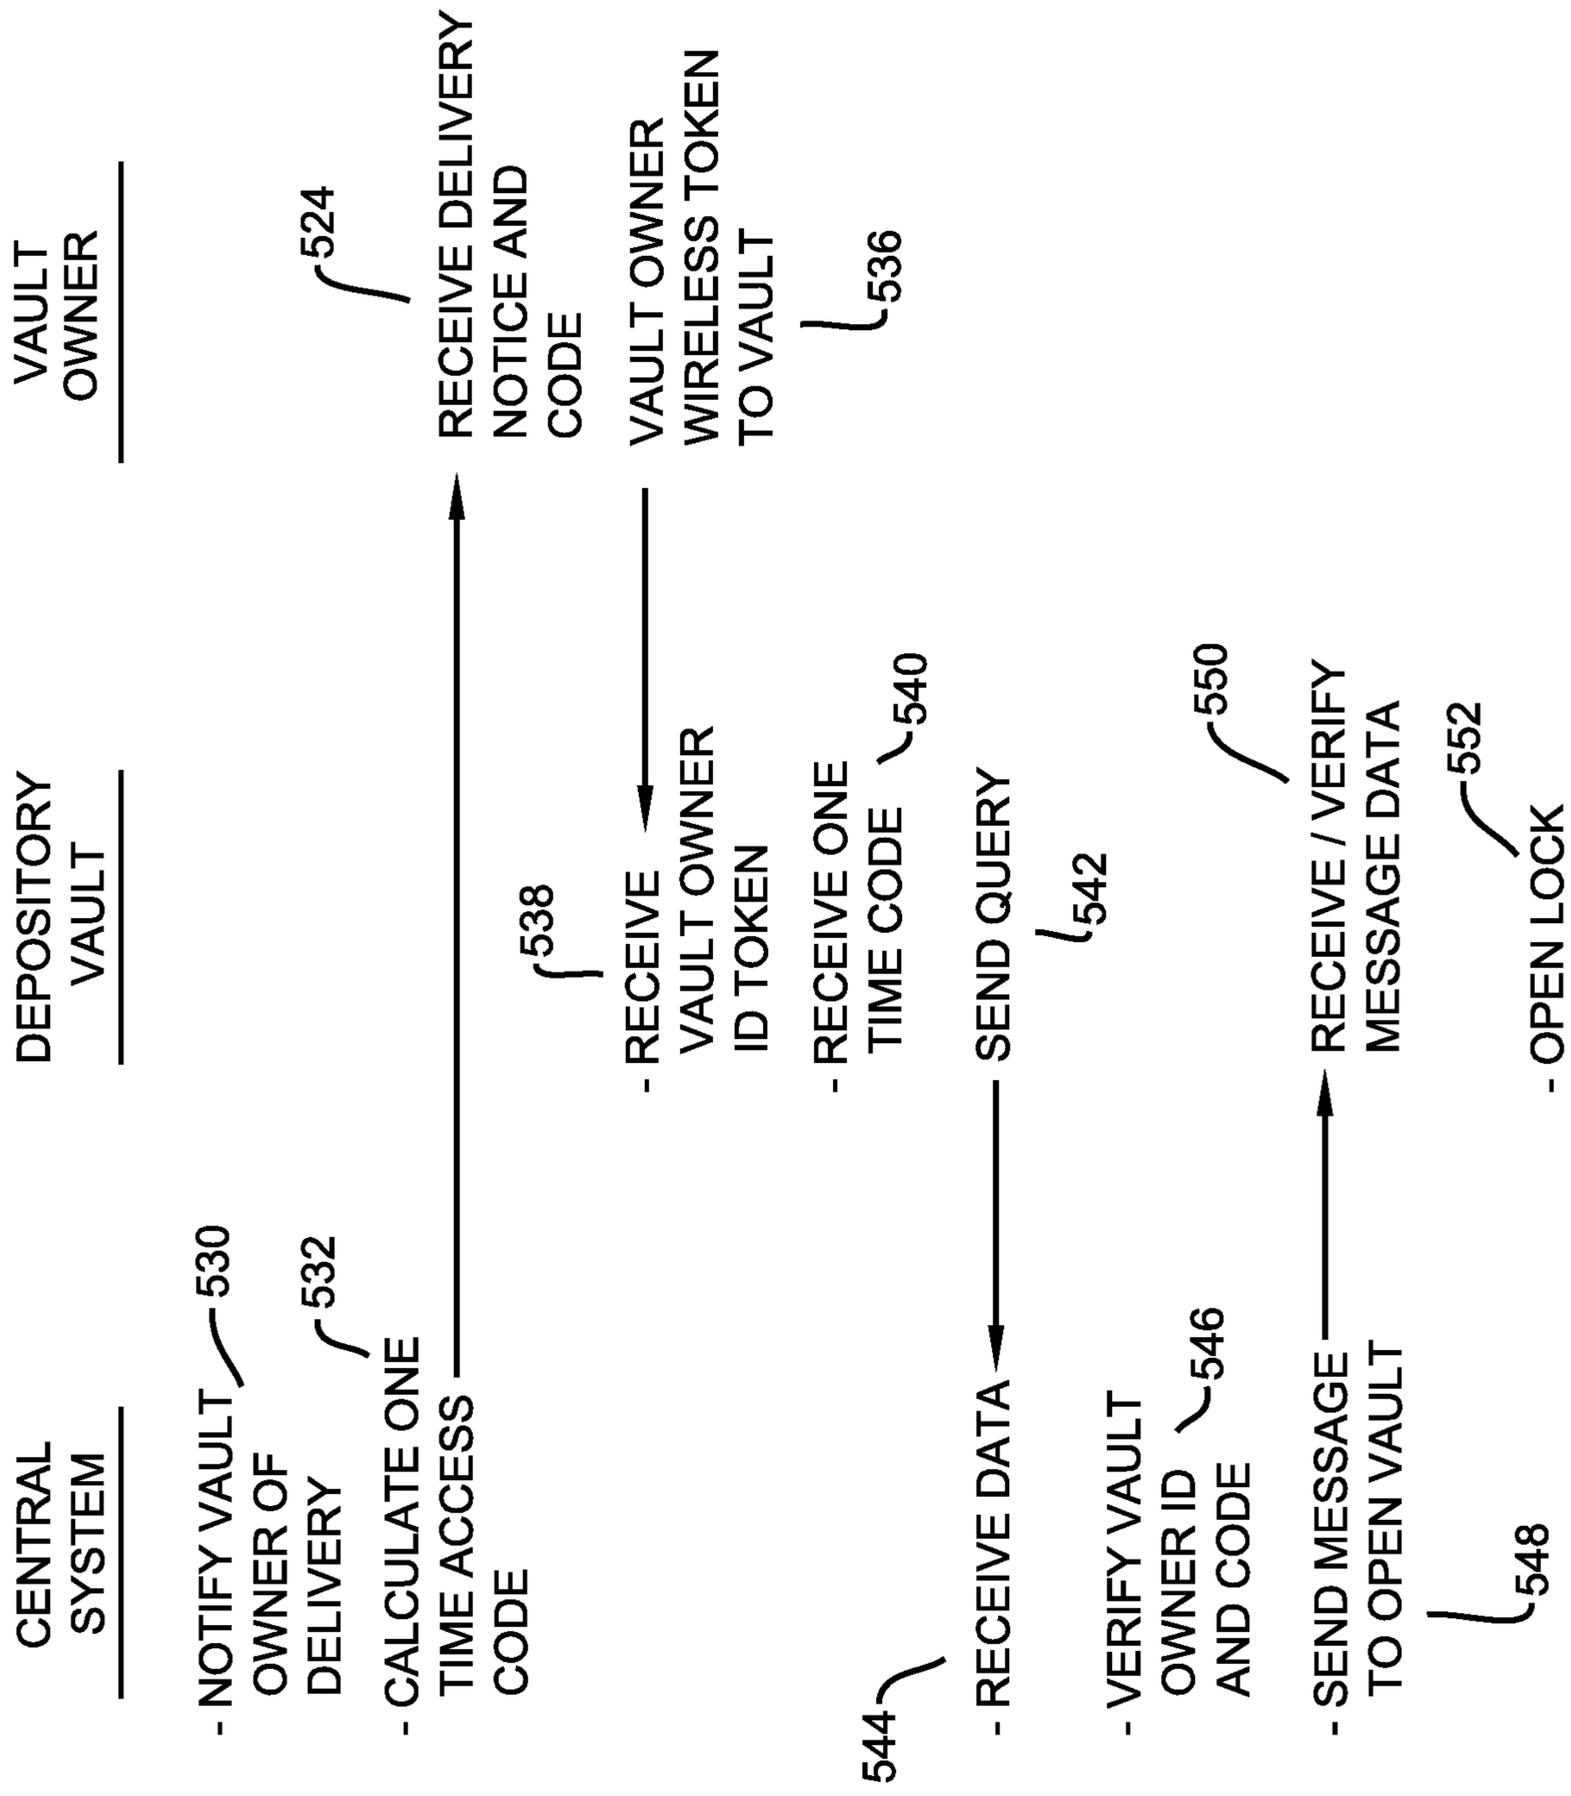 CENTRAL
SYSTEM
DEPOSITORY
VAULT
VAULT
OWNER
- NOTIFY VAULT
OWNER OF
DELIVERY
530
- CALCULATE ONE
TIME ACCESS
CODE
532
524
RECEIVE DELIVERY
NOTICE AND
CODE
538
- RECEIVE
VAULT OWNER
ID TOKEN
VAULT OWNER
WIRELESS TOKEN
TO VAULT
536
- RECEIVE ONE
TIME CODE
540
544
- RECEIVE DATA
SEND QUERY
542
- VERIFY VAULT
OWNER ID
AND CODE
546
- SEND MESSAGE
TO OPEN VAULT
548
550
RECEIVE / VERIFY
MESSAGE DATA
552
- OPEN LOCK